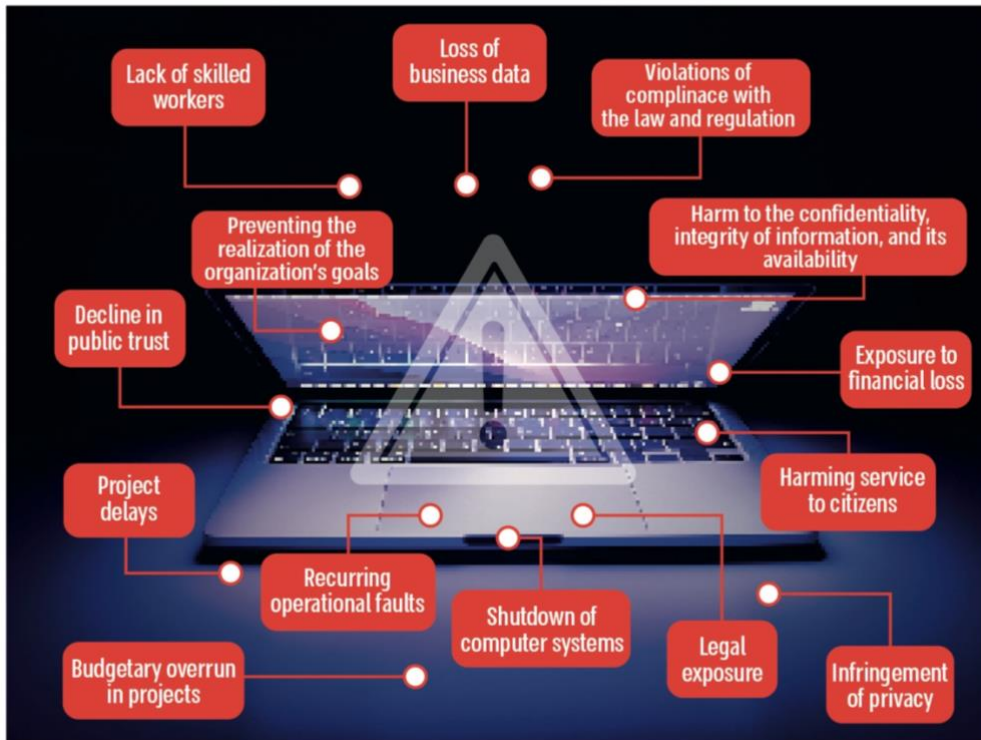 Lack of skilled
workers
Loss of
business data
Violations of
complinace with
the law and regulation
Preventing the
realization of the
organization's goals
Harm to the confidentiality,
integrity of information, and its
availability
Decline in
public trust
Exposure to
financial loss
Project
delays
Harming service
to citizens
Recurring
operational faults
Shutdown of
computer systems
Legal
exposure
Budgetary overrun
in projects
Infringement
of privacy